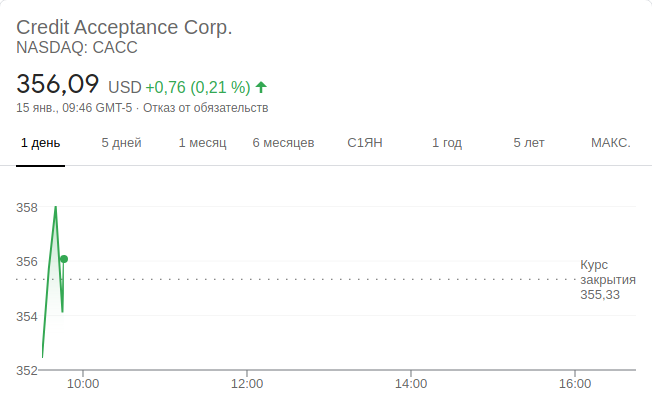 Credit Acceptance Corp.
NASDAQ: CACC
356,09 USD +0,76 (0,21 %)
15 янв., 09:46 GMT-5 · Отказ от обязательств
1 день 5 дней 1 месяц 6 месяцев С1ЯН 1 год 5 лет МАКС.
358
356
Курс
закрытия
355,33
354
352
10:00 12:00 14:00 16:00